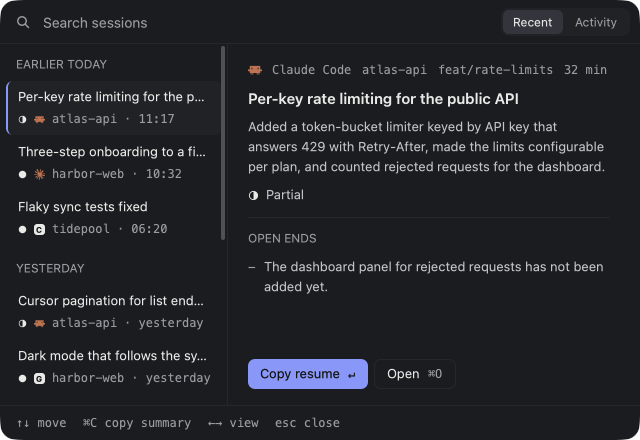 Search sessions
Recent
Activity
EARLIER TODAY
Per-key rate limiting for the p...
atlas-api · 11:17
Three-step onboarding to a fi...
harbor-web · 10:32
Flaky sync tests fixed
C tidepool · 06:20
YESTERDAY
Cursor pagination for list end...
atlas-api · yesterday
Dark mode that follows the sy...
G harbor-web · yesterday
Claude Code atlas-api feat/rate-limits 32 min
Per-key rate limiting for the public API
Added a token-bucket limiter keyed by API key that
answers 429 with Retry-After, made the limits configurable
per plan, and counted rejected requests for the dashboard.
Partial
OPEN ENDS
– The dashboard panel for rejected requests has not been
added yet.
Copy resume ↵
Open ⌘O
↑↓ move ⌘C copy summary ←→ view esc close